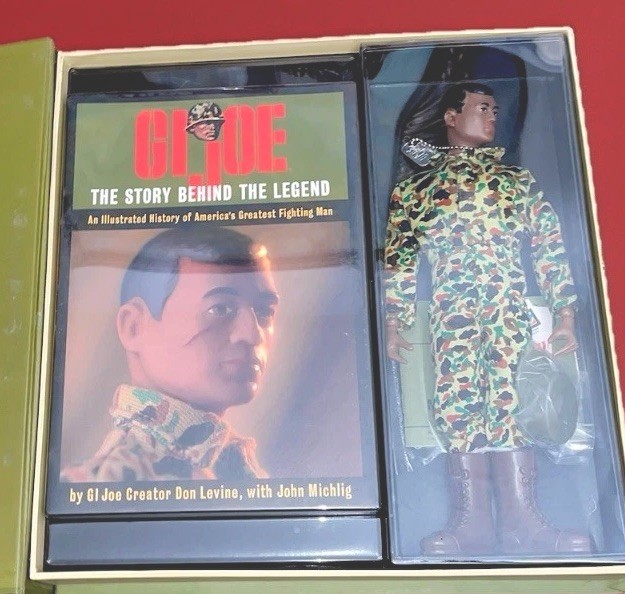 GI JOE
THE STORY BEHIND THE LEGEND
An Illustrated History of America's Greatest Fighting Man
by GI Joe Creator Don Levine, with John Michlig